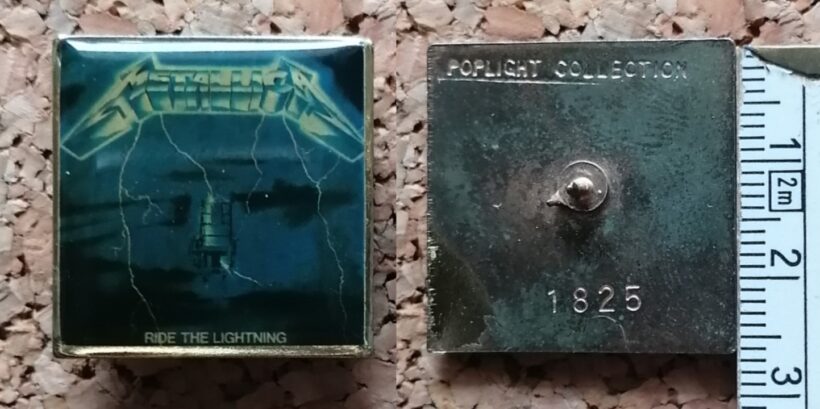 METALLICA
RIDE THE LIGHTNING
POPLIGHT COLLECTION
1825
1
2m
2
3